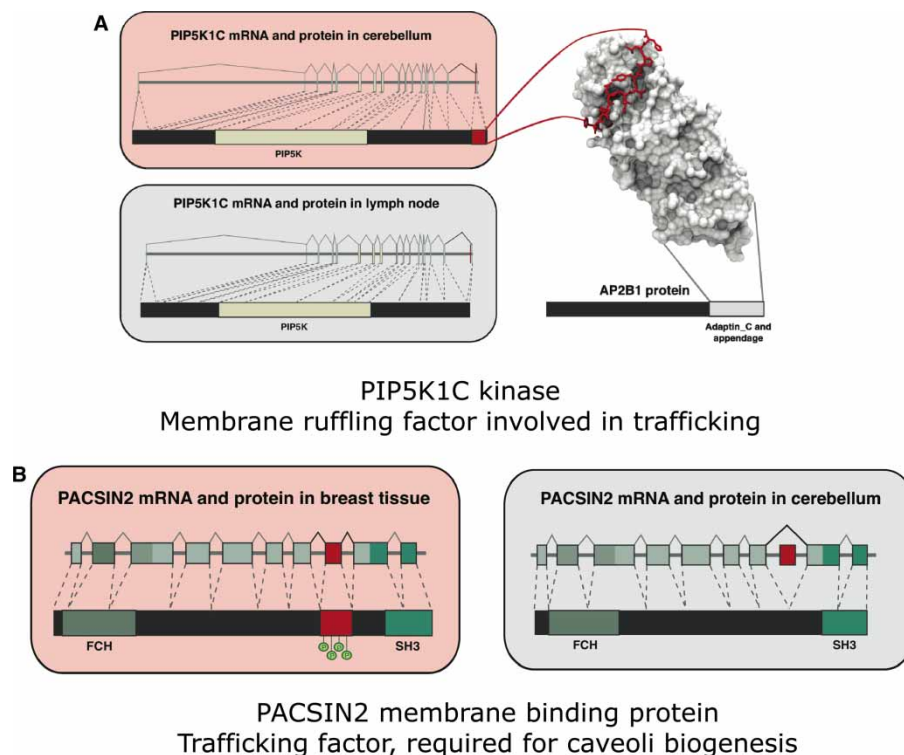 A
PIP5K1C mRNA and protein in cerebellum
PIP5K
PIP5K1C mRNA and protein in lymph node
PIP5K
AP2B1 protein
Adaptin_C and
appendage
PIP5K1C kinase
Membrane ruffling factor involved in trafficking
B
PACSIN2 mRNA and protein in breast tissue
FCH
SH3
P P P P
PACSIN2 mRNA and protein in cerebellum
FCH
SH3
PACSIN2 membrane binding protein
Trafficking factor, required for caveoli biogenesis